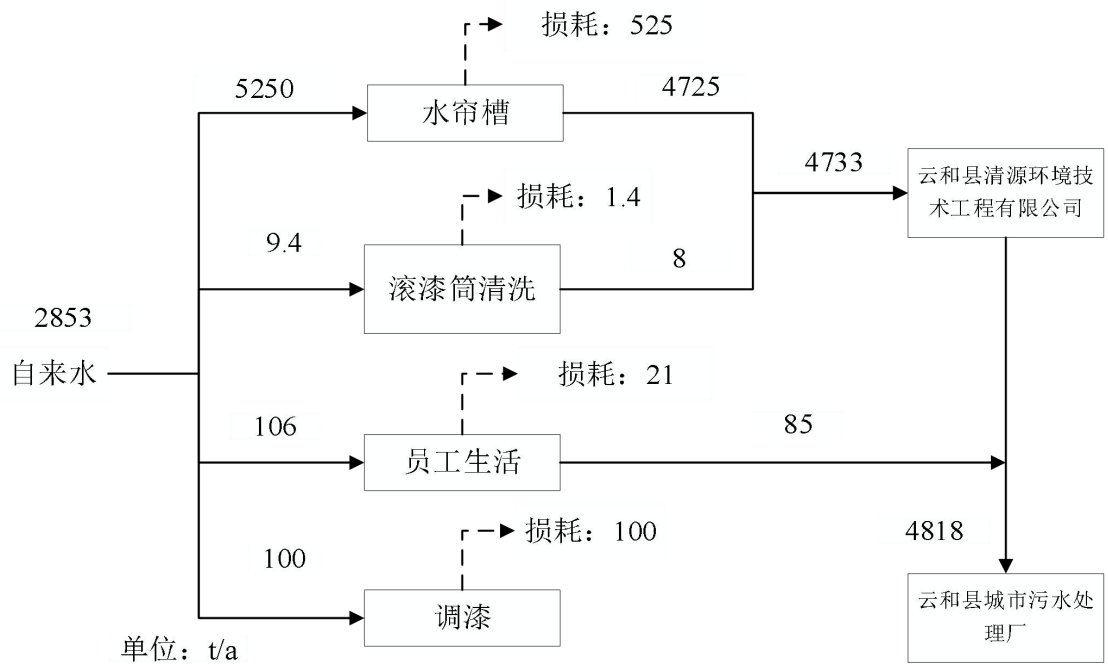 损耗：525
5250
4725
水帘槽
4733
云和县清源环境技
术工程有限公司
损耗：1.4
9.4
8
滚漆筒清洗
2853
自来水
损耗：21
106
85
员工生活
损耗：100
100
4818
调漆
云和县城市污水处
理厂
单位：t/a